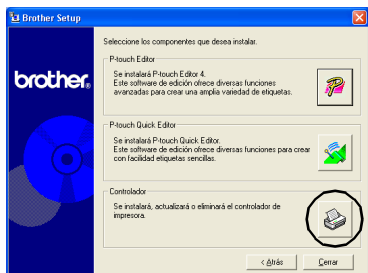 Brother Setup
Seleccione los componentes que desea instalar.
P-touch Editor
Se instalará P-touch Editor 4.
Este software de edición ofrece diversas funciones
avanzadas para crear una amplia variedad de etiquetas.
brother.
P-touch Quick Editor
Se instalará P-touch Quick Editor.
Este software de edición ofrece diversas funciones para crear
con facilidad etiquetas sencillas.
Controlador
Se instalará, actualizará o eliminará el controlador de
impresora.
< Atrás
Cerrar